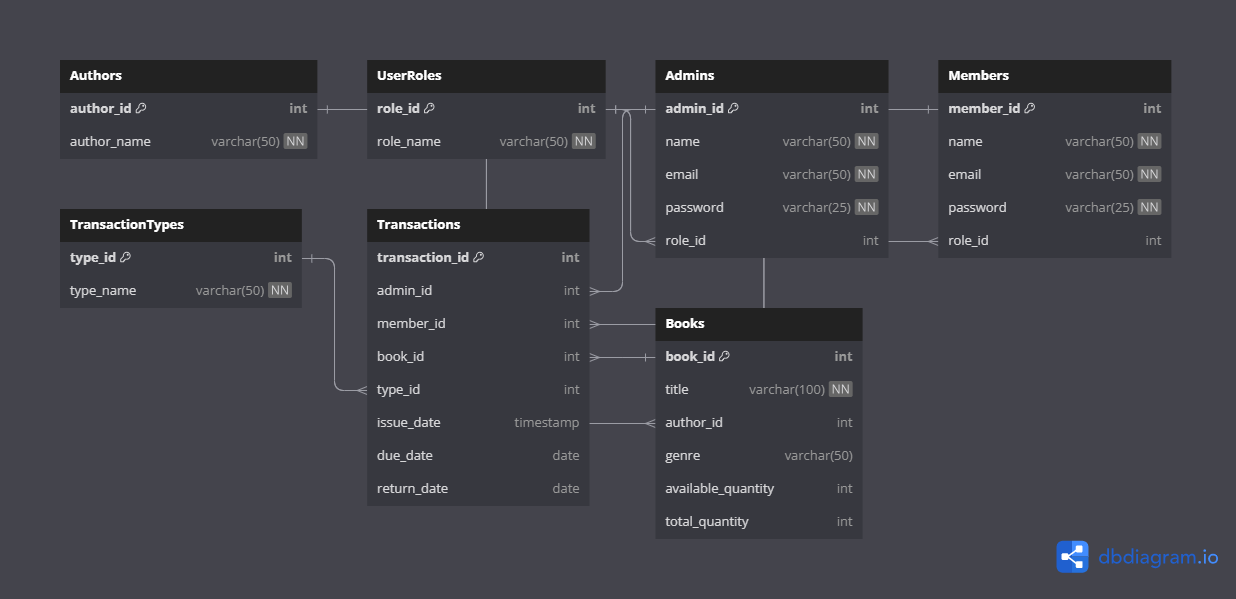 Authors
author_id int
author_name varchar(50) NN
UserRoles
role_id int
role_name varchar(50) NN
Admins
admin_id int
name varchar(50) NN
email varchar(50) NN
password varchar(25) NN
role_id int
Members
member_id int
name varchar(50) NN
email varchar(50) NN
password varchar(25) NN
role_id int
TransactionTypes
type_id int
type_name varchar(50) NN
Transactions
transaction_id int
admin_id int
member_id int
book_id int
type_id int
issue_date timestamp
due_date date
return_date date
Books
book_id int
title varchar(100) NN
author_id int
genre varchar(50)
available_quantity int
total_quantity int
dbdiagram.io